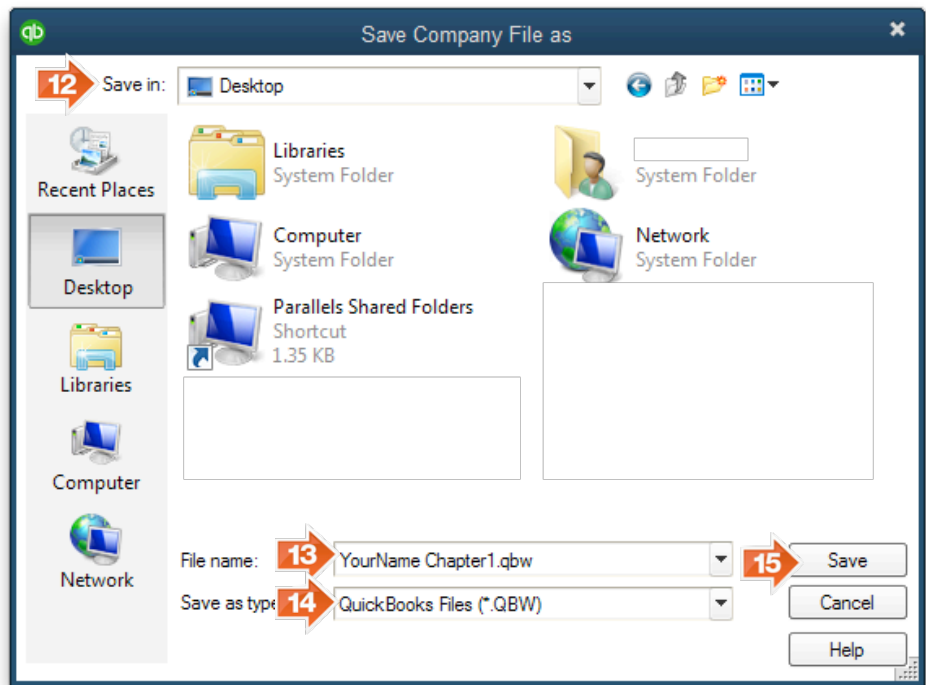 qb
Save Company File as
12 Save in: Desktop
Recent Places
Desktop
Libraries
Computer
Network
Libraries
System Folder
System Folder
Computer
System Folder
Network
System Folder
Parallels Shared Folders
Shortcut
1.35 KB
File name: 13 YourName Chapter1.qbw 15 Save
Save as type 14 QuickBooks Files (*.QBW) Cancel
Help